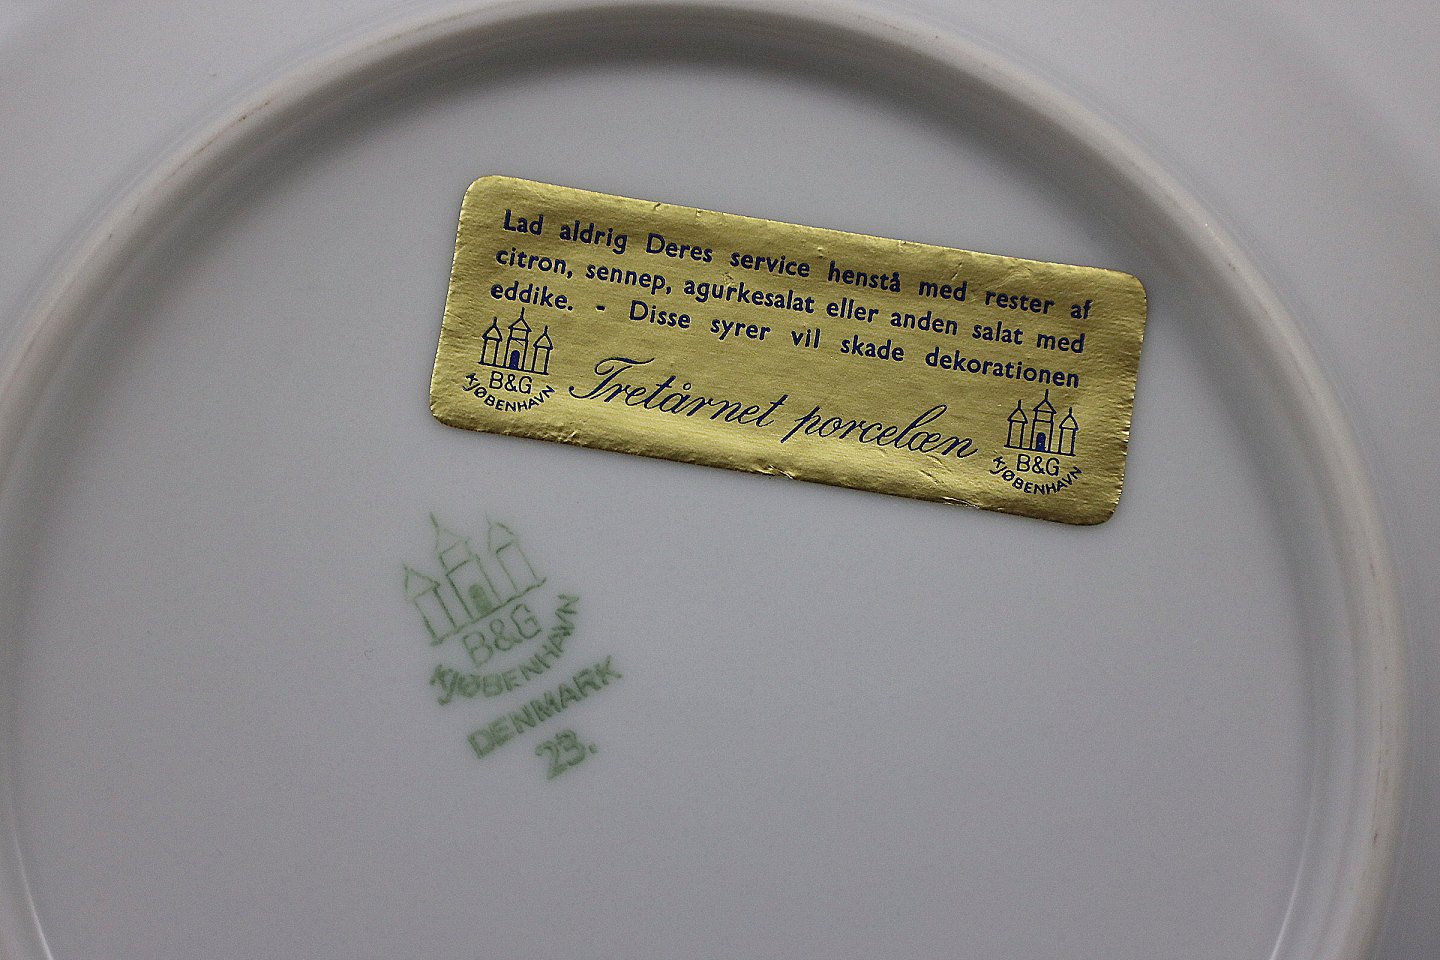 Lad aldrig Deres service henstå med rester af
citron, sennep, agurkesalat eller anden salat med
eddike. - Disse syrer vil skade dekorationen
B&G
KJØBENHAVN
Tretårnet porcelæn
B&G
KJØBENHAVN
B&G
KJØBENHAVN
DENMARK
23.